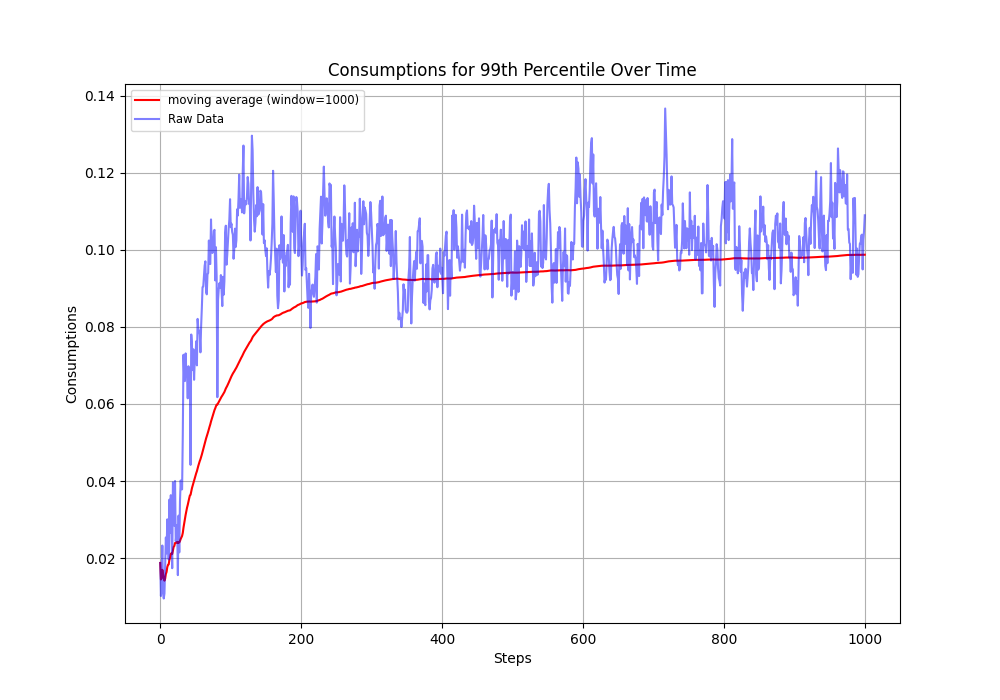 Consumptions for 99th Percentile Over Time
moving average (window=1000)
Raw Data
0.14
0.12
0.10
0.08
0.06
0.04
0.02
Consumptions
0 200 400 600 800 1000
Steps